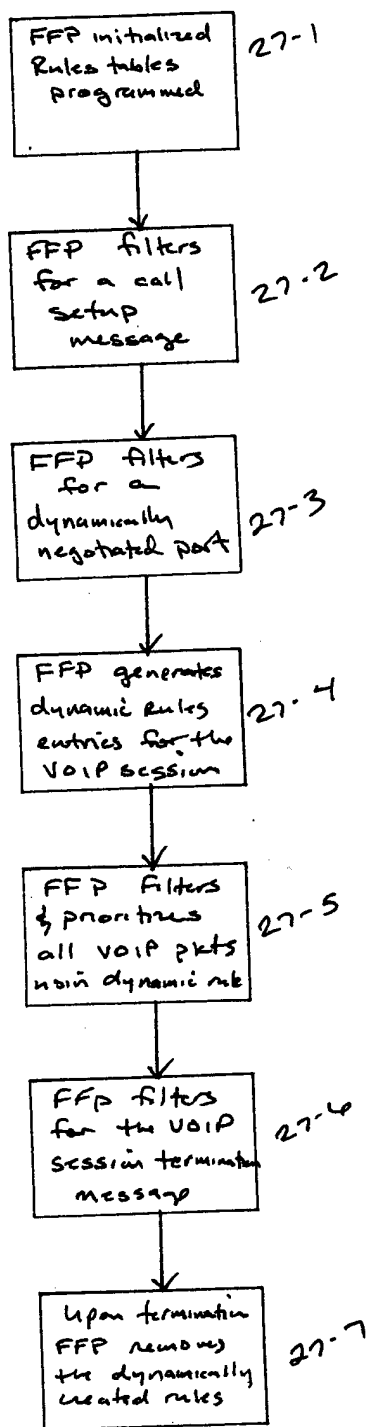 FFP initialized
Rules tables
programmed
27-1
FFP filters
for a call
setup
message
27-2
FFP filters
for a
dynamically
negotiated port
27-3
FFP generates
dynamic Rules
entries for the
VOIP session
27-4
FFP Filters
& prioritizes
all VOIP pkts
usin dynamic rule
27-5
FFP filters
for the VOIP
session termination
message
27-6
Upon termination
FFP removes
the dynamically
created rules
27-7